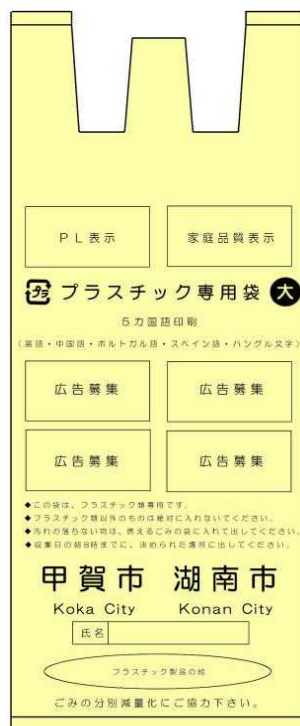 PL表示 家庭品質表示
プラ プラスチック専用袋 大
5カ国語印刷
(英語・中国語・ポルトガル語・スペイン語・ハングル文字)
広告募集 広告募集
広告募集 広告募集
◆この袋は、プラスチック類専用です。
◆プラスチック類以外のものは絶対に入れないでください。
◆汚れの落ちない物は、燃えるごみの袋に入れて出してください。
◆収集日の朝8時までに、決められた場所に出してください。
甲賀市 湖南市
Koka City Konan City
氏名
プラスチック製品の絵
ごみの分別減量化にご協力下さい。